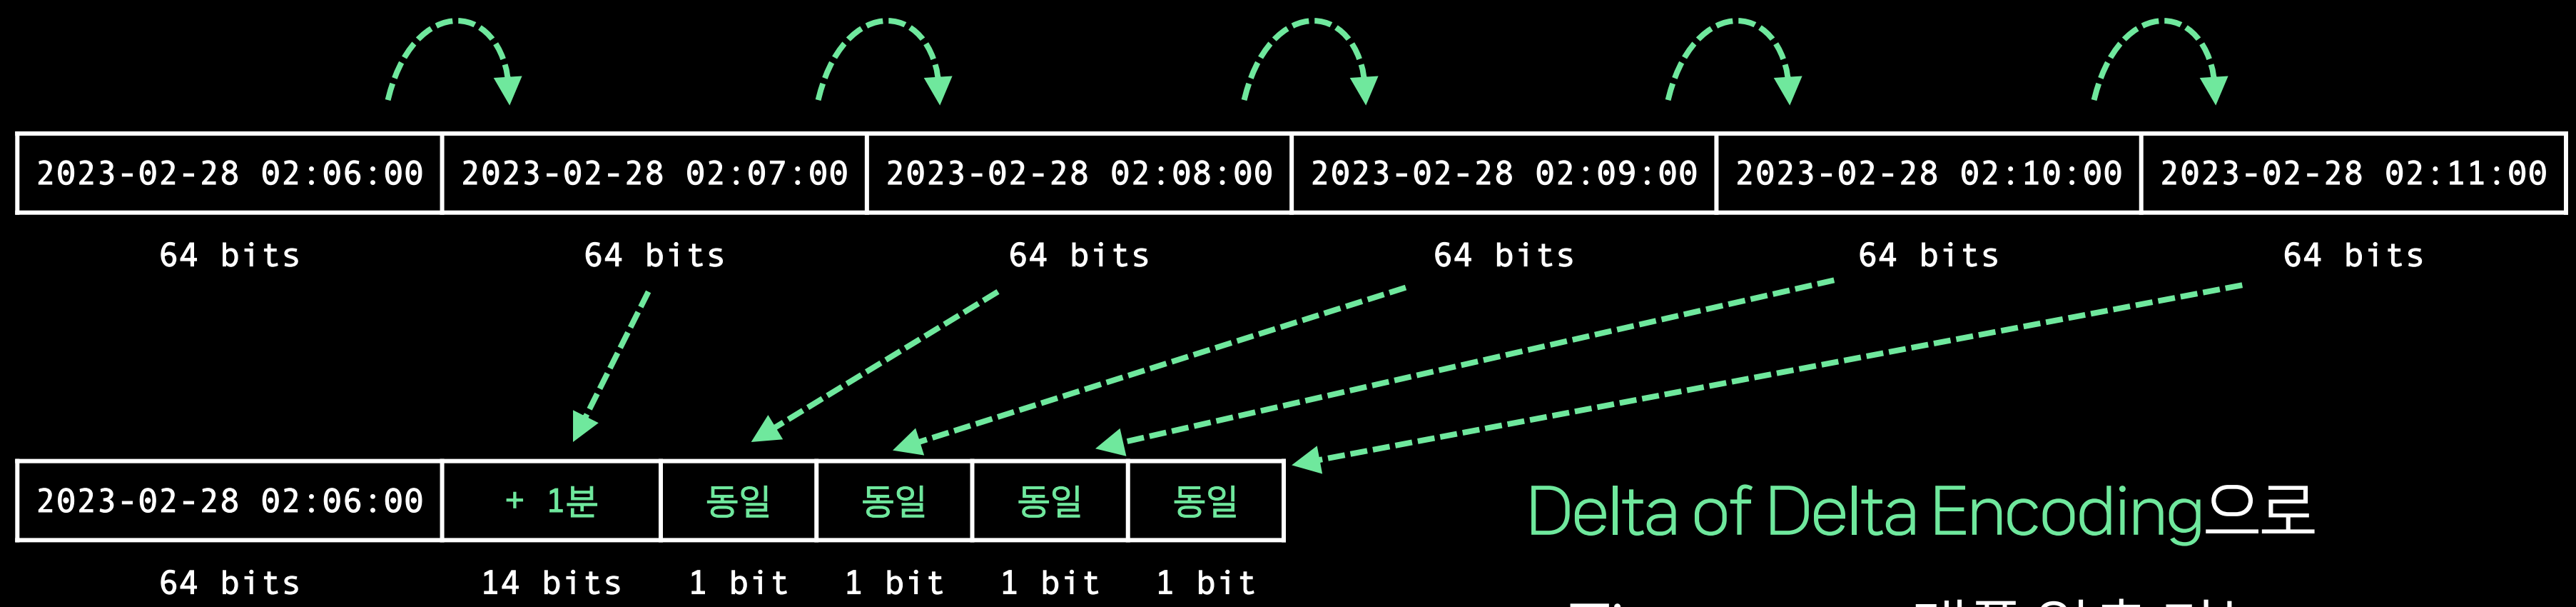 2023-02-28 02:06:00 2023-02-28 02:07:00 2023-02-28 02:08:00 2023-02-28 02:09:00 2023-02-28 02:10:00 2023-02-28 02:11:00
64 bits 64 bits 64 bits 64 bits 64 bits 64 bits
2023-02-28 02:06:00 + 1분 동일 동일 동일 동일
Delta of Delta Encoding으로
64 bits 14 bits 1 bit 1 bit 1 bit 1 bit